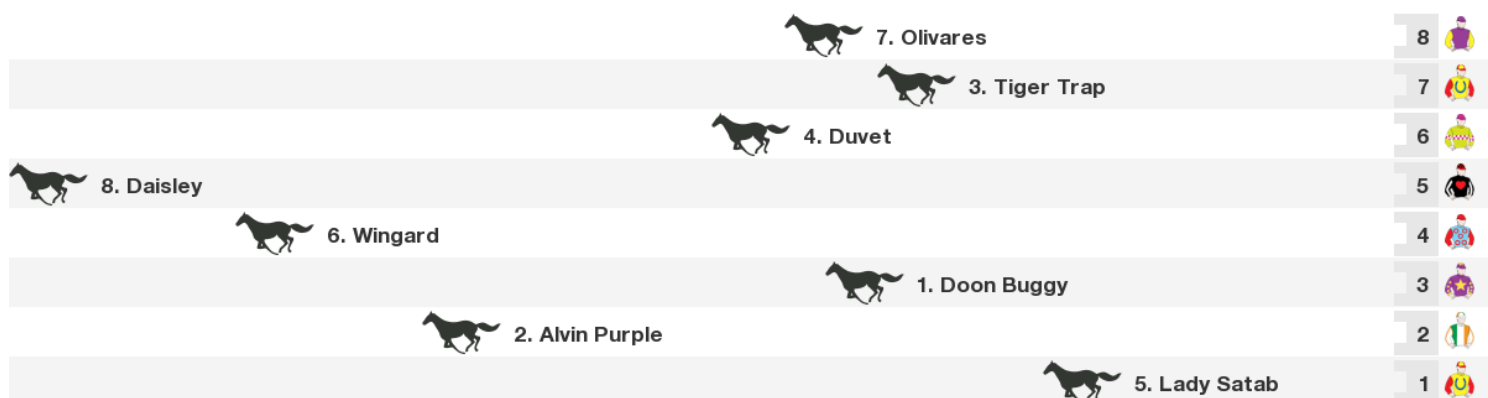 7. Olivares 8
3. Tiger Trap 7
4. Duvet 6
8. Daisley 5
6. Wingard 4
1. Doon Buggy 3
2. Alvin Purple 2
5. Lady Satab 1